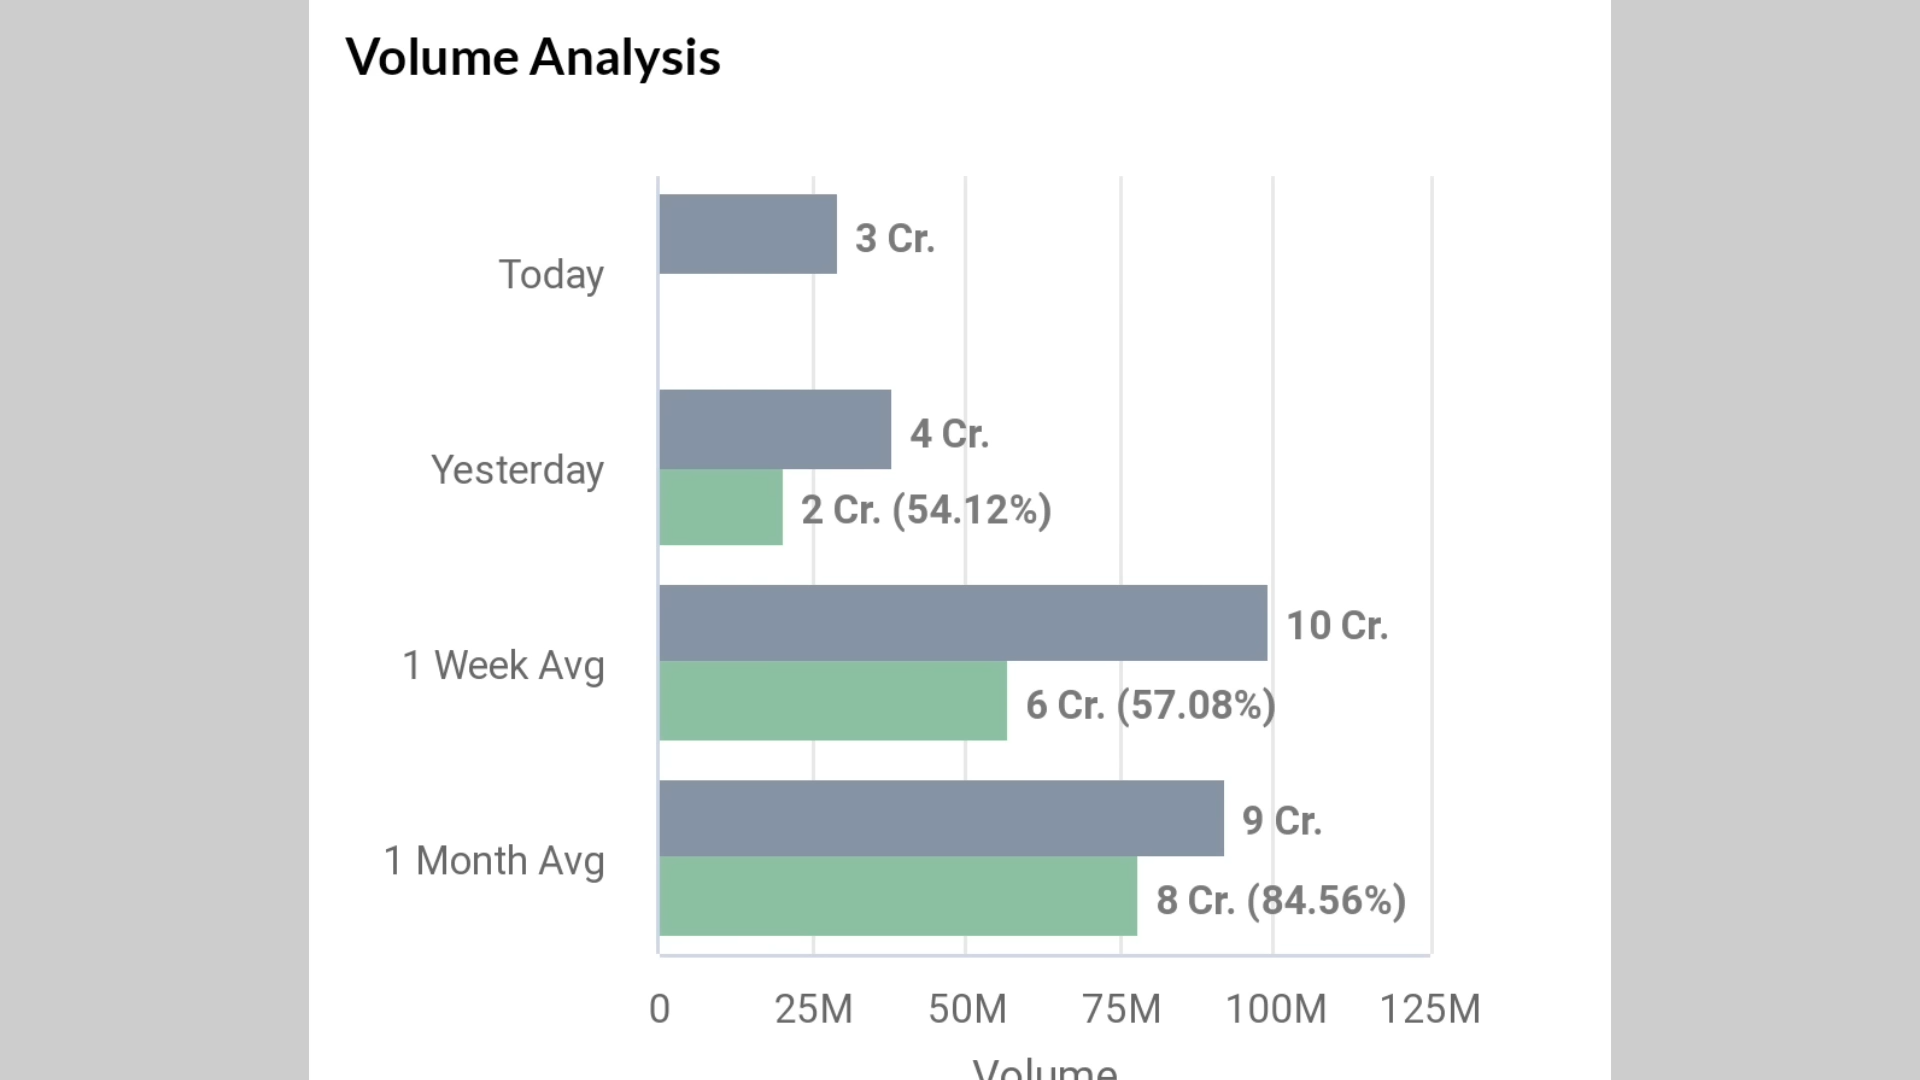 Volume Analysis
3 Cr.
Today
4 Cr.
Yesterday
2 Cr. (54.12%)
10 Cr.
1 Week Avg
6 Cr. (57.08%)
9 Cr.
1 Month Avg
8 Cr. (84.56%)
0 25M 50M 75M 100M 125M
Volume